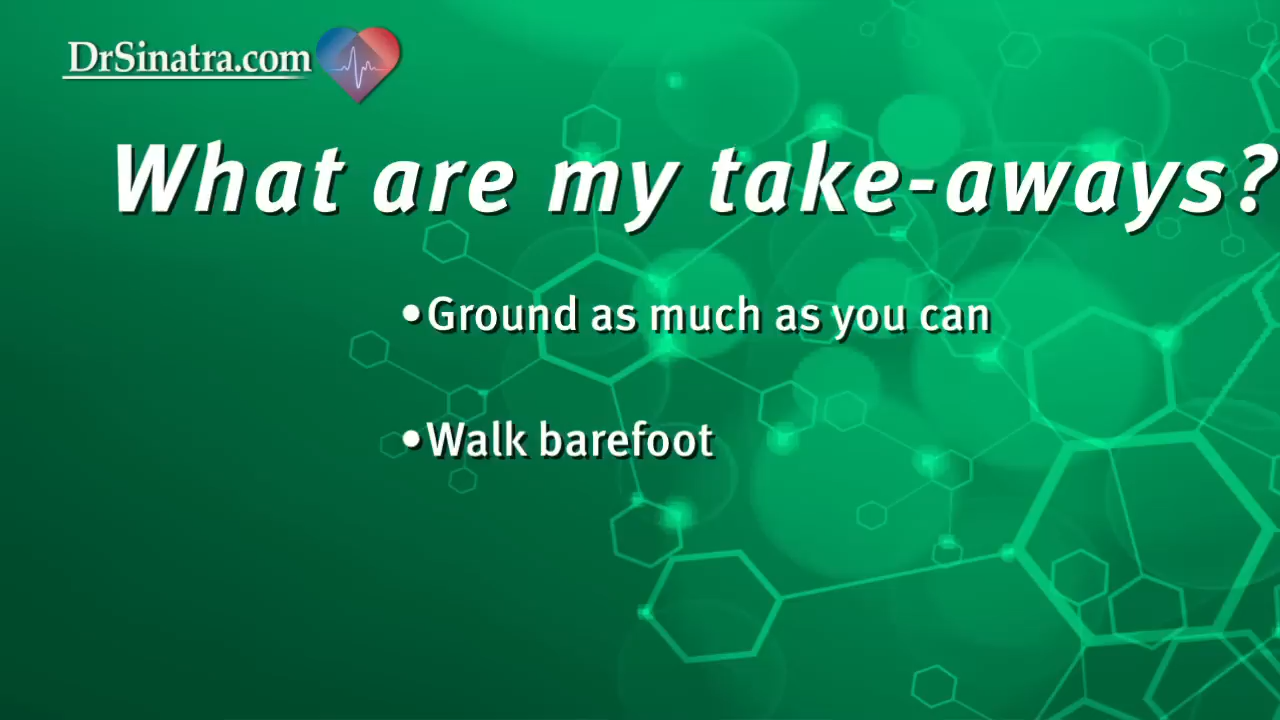 DrSinatra.com
What are my take-aways?
•Ground as much as you can
•Walk barefoot